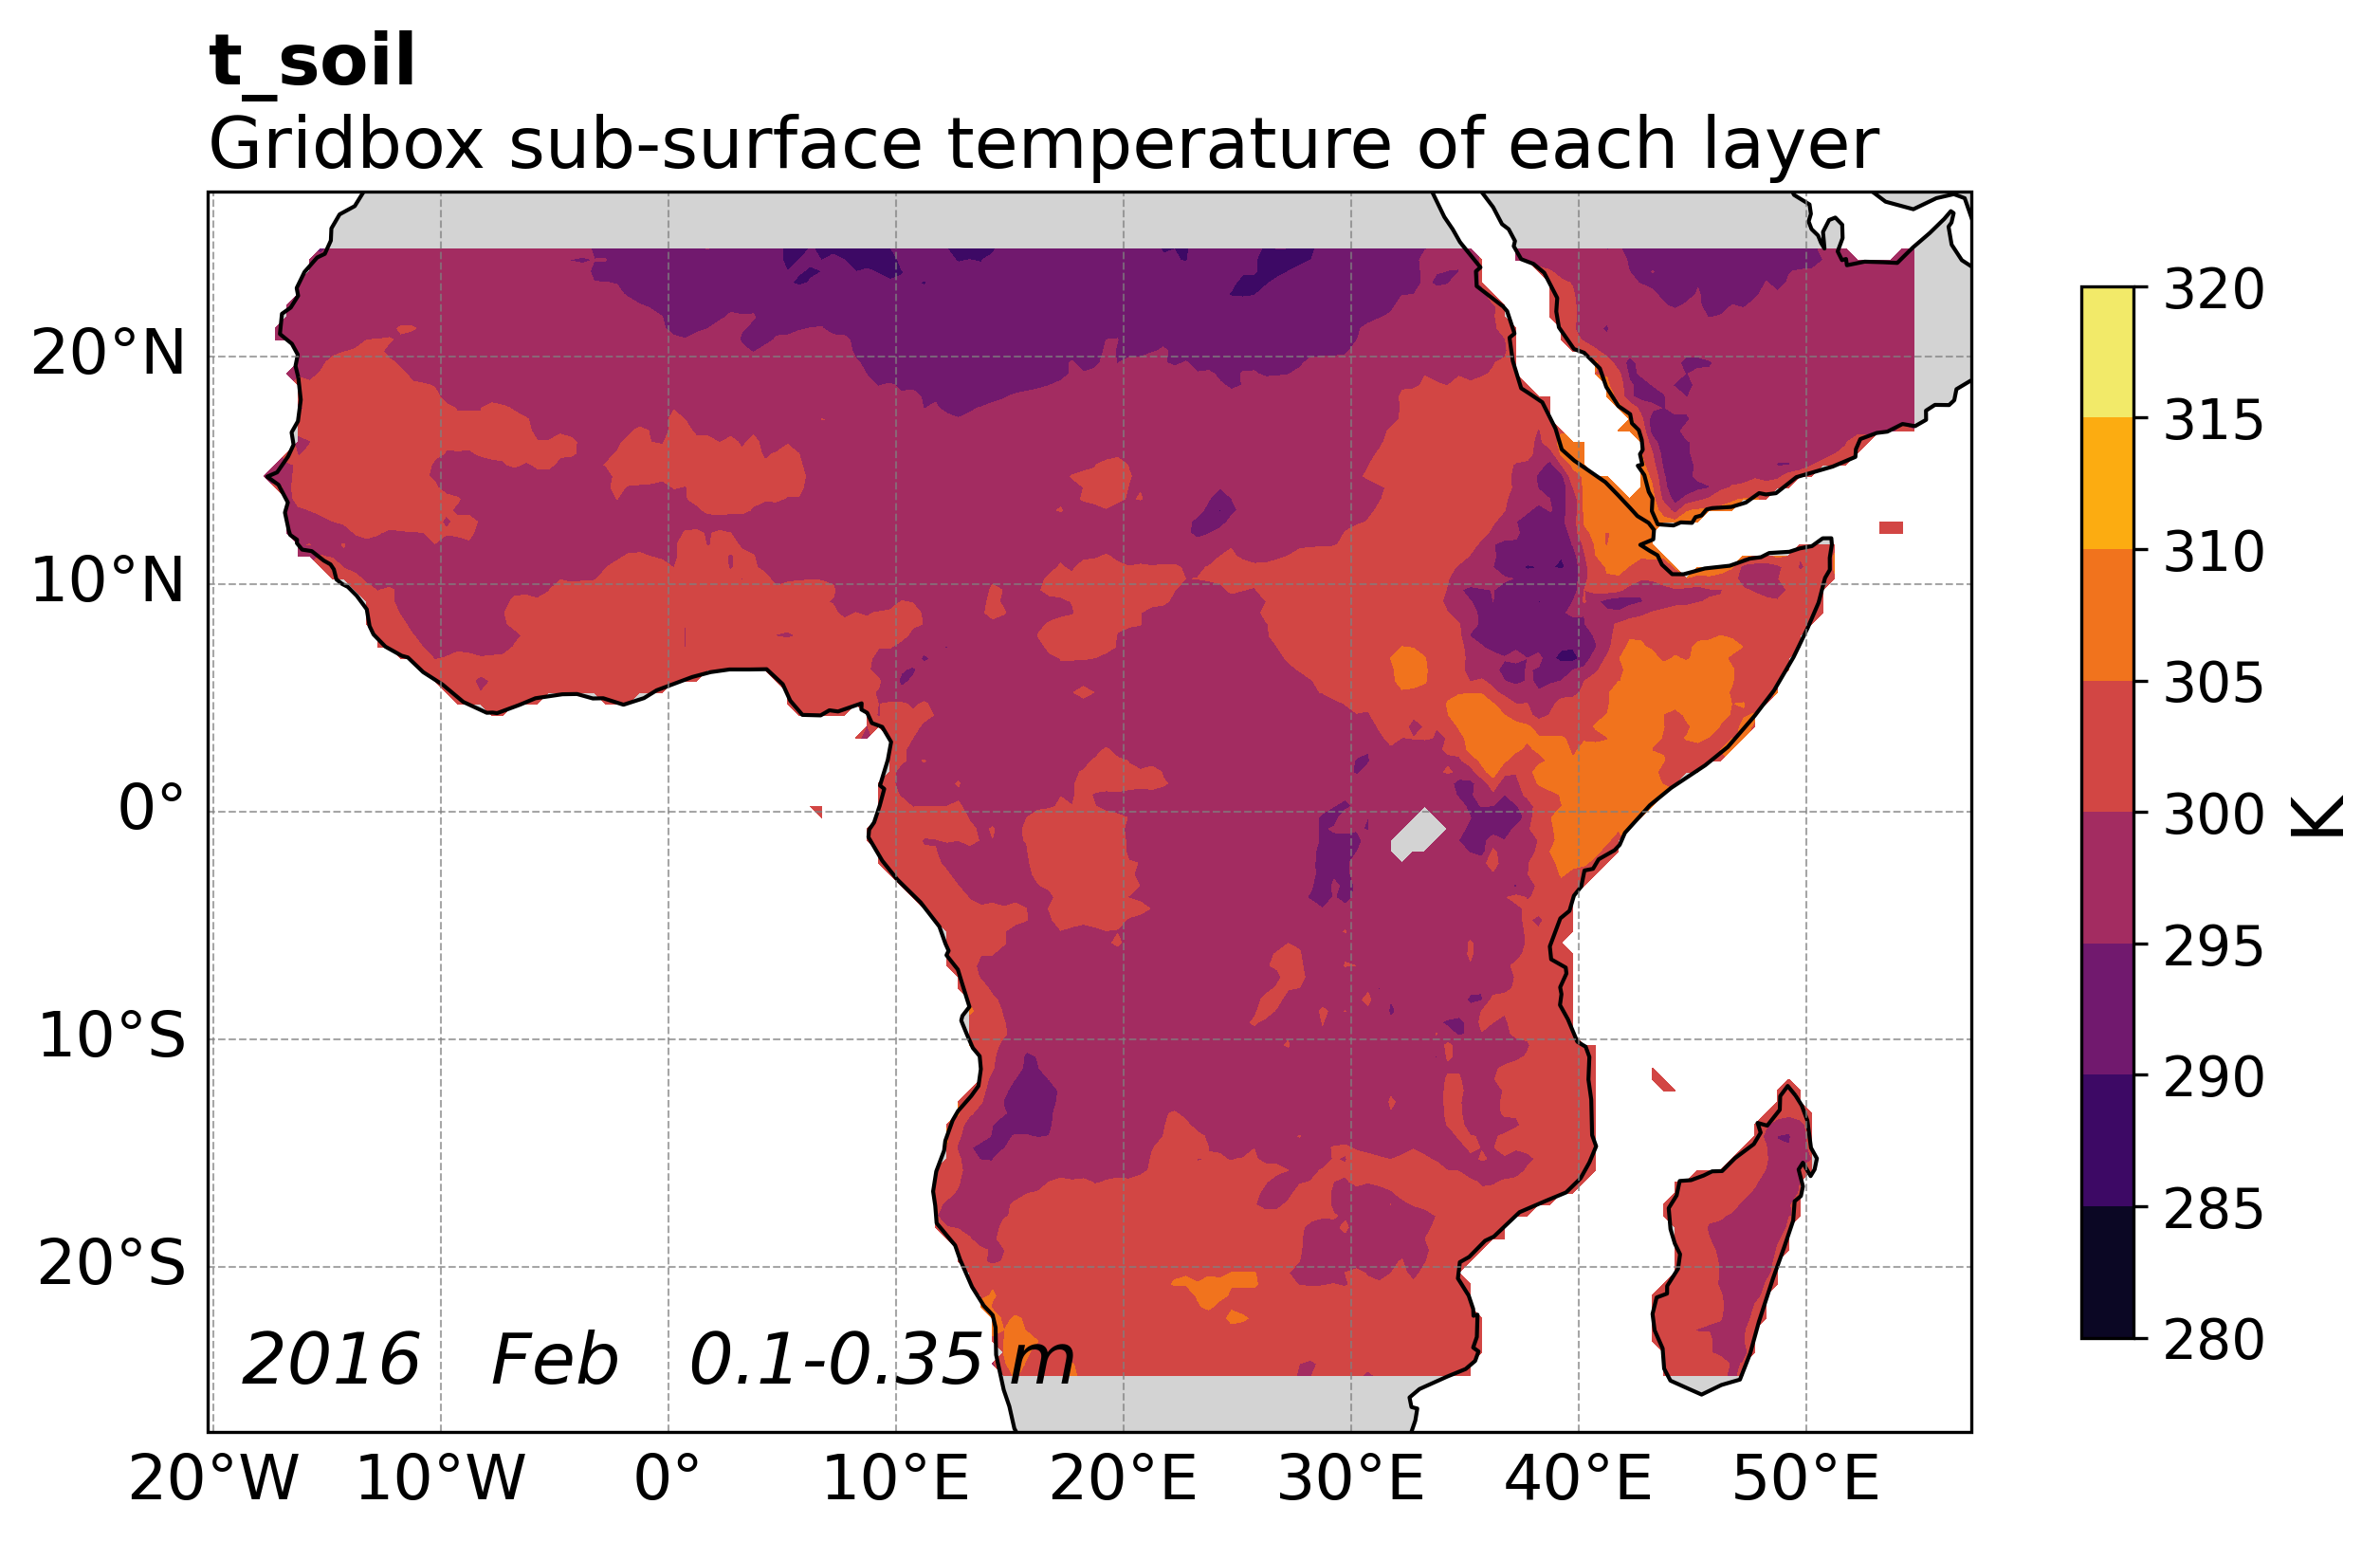 t_soil
Gridbox sub-surface temperature of each layer
20°N
10°N
0°
10°S
20°S
2016 Feb 0.1-0.35 m
20°W 10°W 0° 10°E 20°E 30°E 40°E 50°E
320
315
310
305
300
295
290
285
280
K